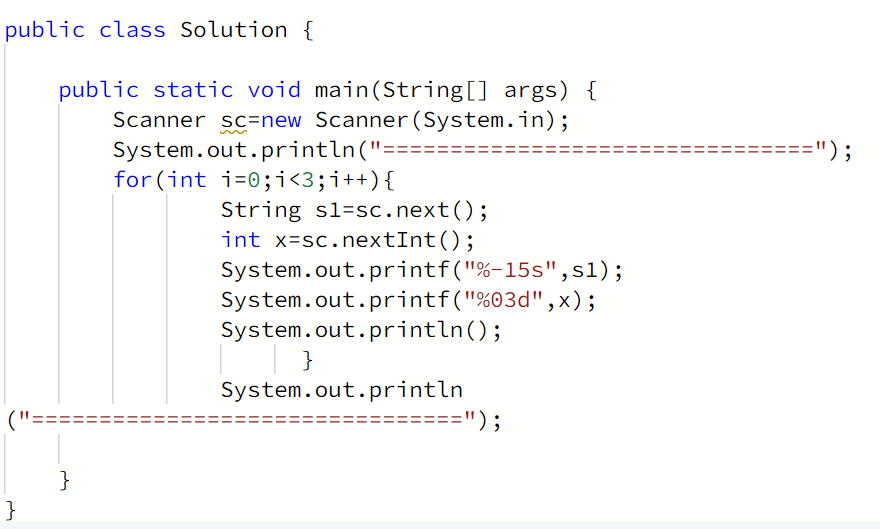 public class Solution {
    public static void main(String[] args) {
        Scanner sc=new Scanner(System.in);
        System.out.println("================================");
        for(int i=0;i<3;i++){
                String s1=sc.next();
                int x=sc.nextInt();
                System.out.printf("%-15s",s1);
                System.out.printf("%03d",x);
                System.out.println();
                      }
                System.out.println
("================================");
    }
}